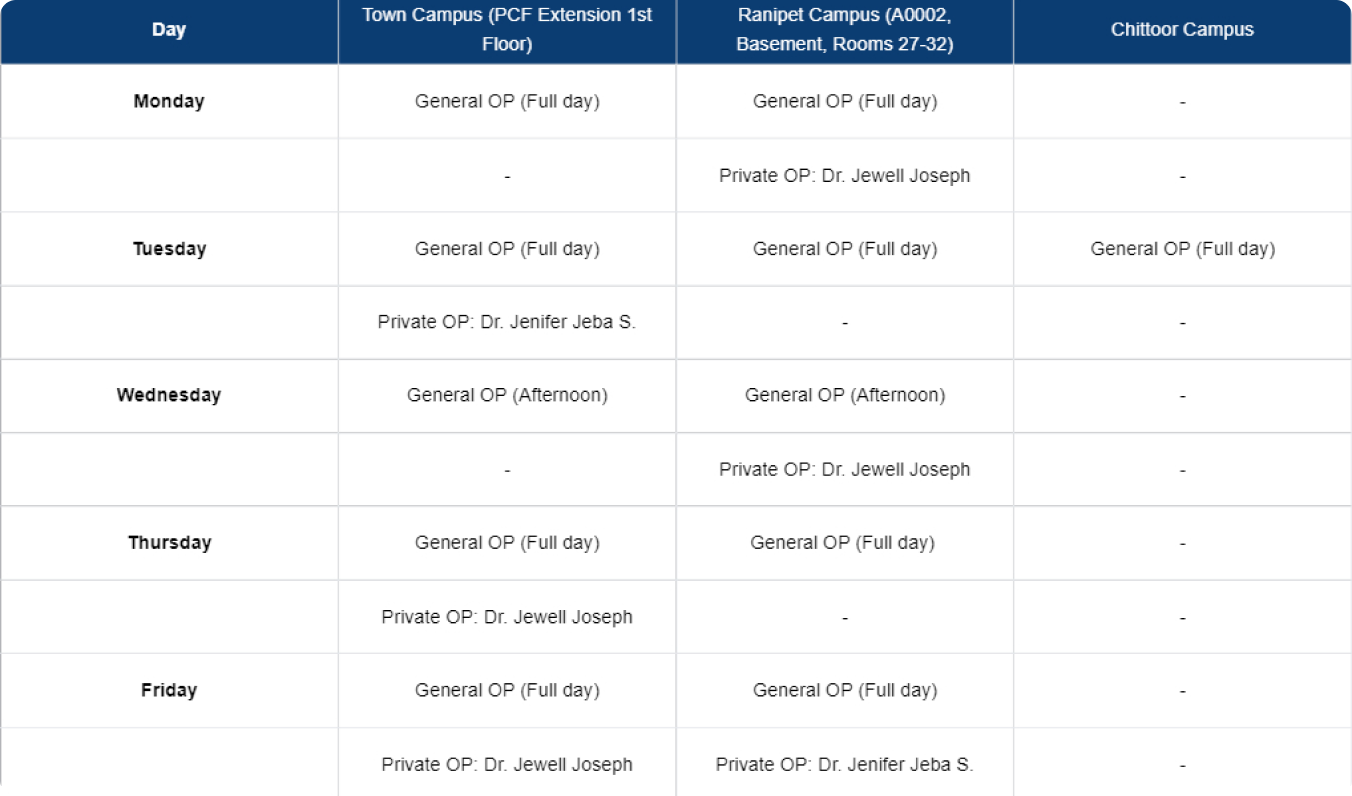 Day
Town Campus (PCF Extension 1st
Floor)
Ranipet Campus (A0002,
Basement, Rooms 27-32)
Chittoor Campus
Monday
General OP (Full day)
General OP (Full day)
-
-
Private OP: Dr. Jewell Joseph
-
Tuesday
General OP (Full day)
General OP (Full day)
General OP (Full day)
Private OP: Dr. Jenifer Jeba S.
-
-
Wednesday
General OP (Afternoon)
General OP (Afternoon)
-
-
Private OP: Dr. Jewell Joseph
-
Thursday
General OP (Full day)
General OP (Full day)
-
Private OP: Dr. Jewell Joseph
-
-
Friday
General OP (Full day)
General OP (Full day)
-
Private OP: Dr. Jewell Joseph
Private OP: Dr. Jenifer Jeba S.
-